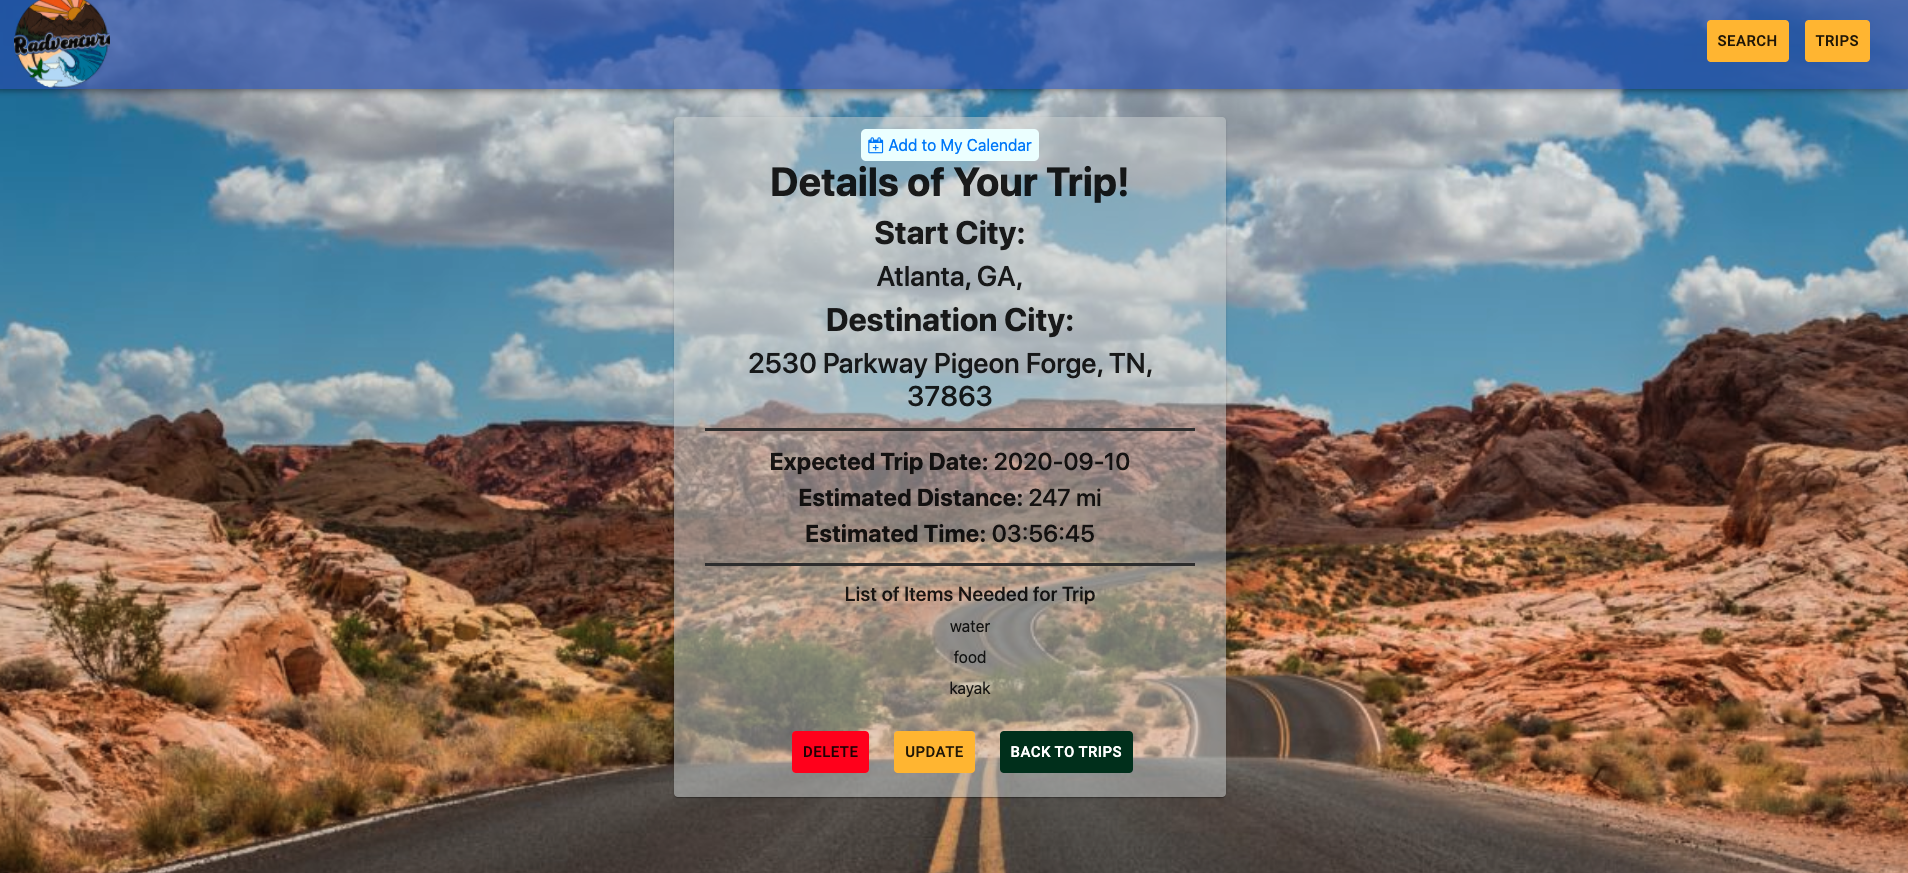 Radventure
SEARCH
TRIPS
Add to My Calendar
Details of Your Trip!
Start City:
Atlanta, GA,
Destination City:
2530 Parkway Pigeon Forge, TN,
37863
Expected Trip Date: 2020-09-10
Estimated Distance: 247 mi
Estimated Time: 03:56:45
List of Items Needed for Trip
water
food
kayak
DELETE
UPDATE
BACK TO TRIPS